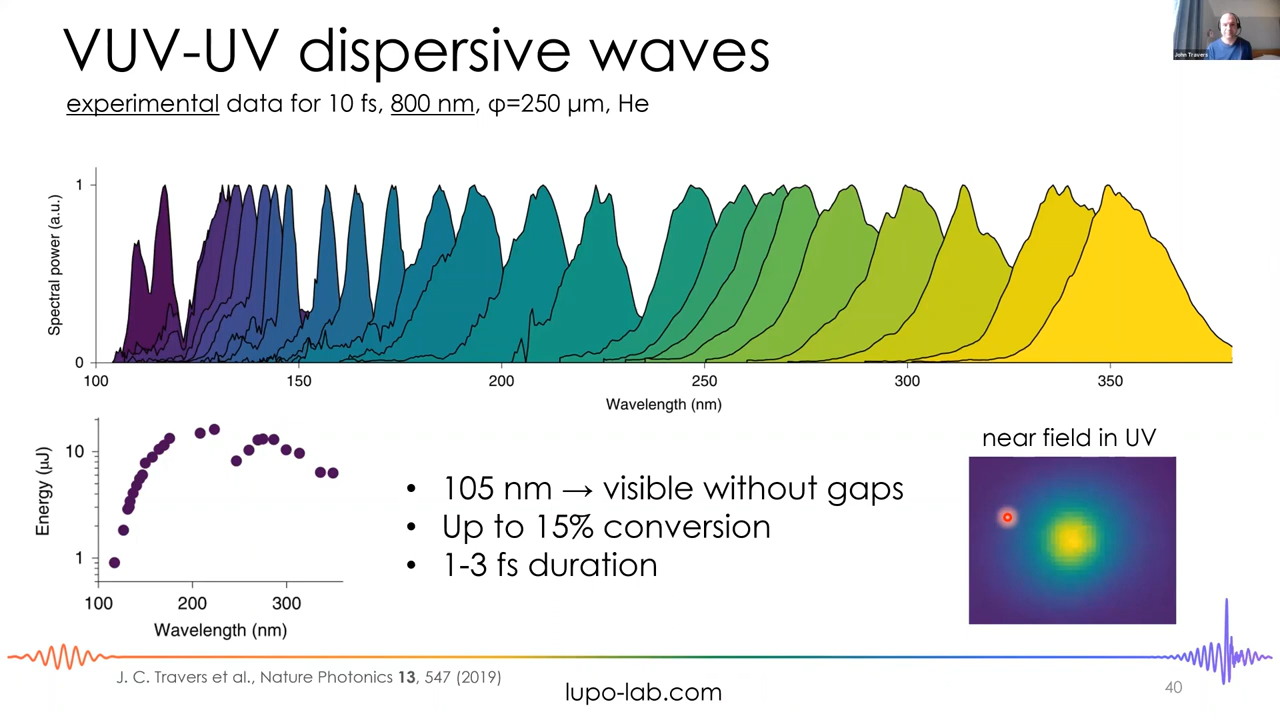 VUV-UV dispersive waves
John Travers
experimental data for 10 fs, 800 nm, φ=250 μm, He
Spectral power (a.u.)
1
0
100
150
200
250
300
350
Wavelength (nm)
Energy (μJ)
10
1
100
200
300
Wavelength (nm)
• 105 nm → visible without gaps
• Up to 15% conversion
• 1-3 fs duration
near field in UV
J. C. Travers et al., Nature Photonics 13, 547 (2019)
lupo-lab.com
40